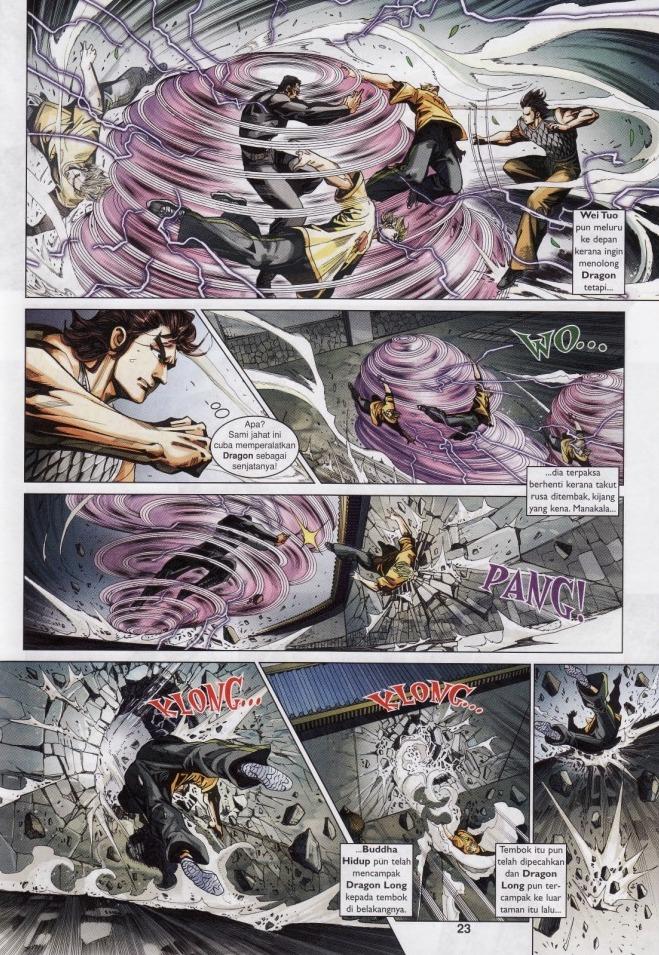 Wei Tuo
pun meluru
ke depan
kerana ingin
menolong
Dragon
tetapi...
WO...
Apa?
Sami jahat ini
cuba memperalatkan
Dragon sebagai
senjatanya!
...dia terpaksa
berhenti kerana takut
rusa ditembak, kijang
yang kena. Manakala...
PANG!
KLONG...
KLONG...
...Buddha
Hidup pun telah
mencampak
Dragon Long
kepada tembok
di belakangnya.
Tembok itu pun
telah dipecahkan
dan Dragon
Long pun ter-
campak ke luar
taman itu lalu...
23